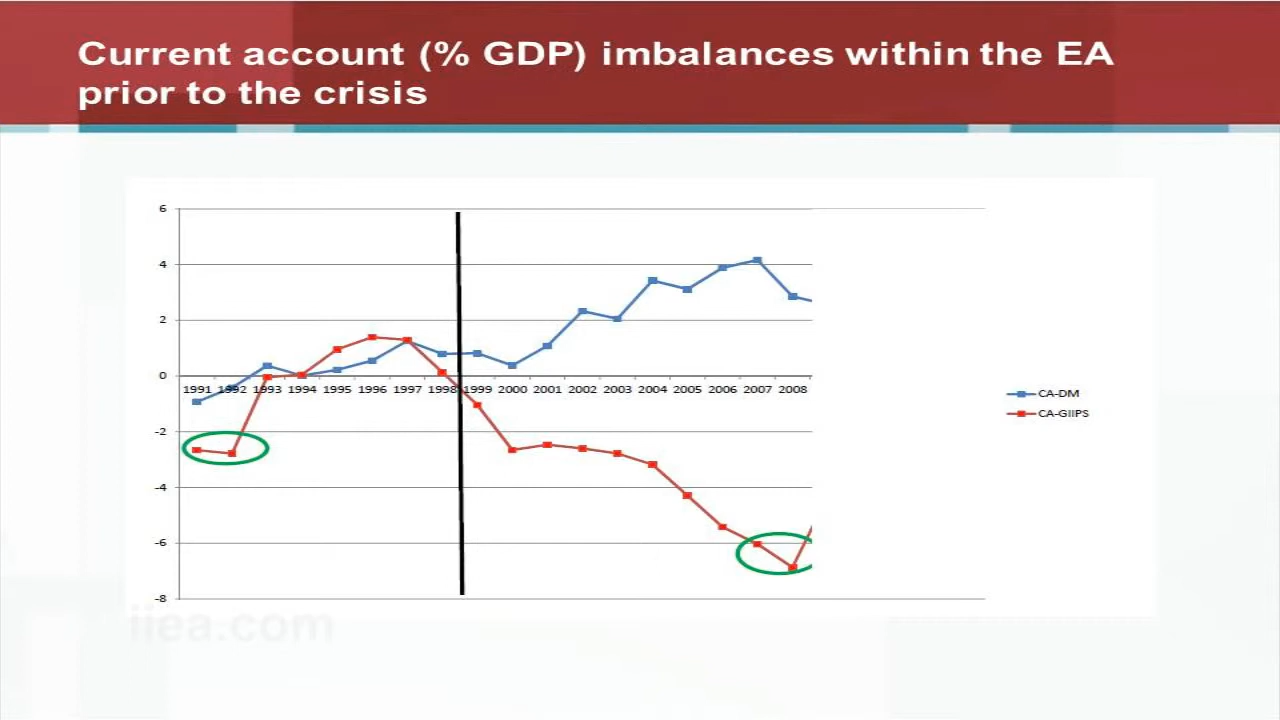 Current account (% GDP) imbalances within the EA
prior to the crisis
6
4
2
0
1991 1992 1993 1994 1995 1996 1997 1998 1999 2000 2001 2002 2003 2004 2005 2006 2007 2008
-2
CA-DM
CA-GIIPS
-4
-6
-8
iiea.com